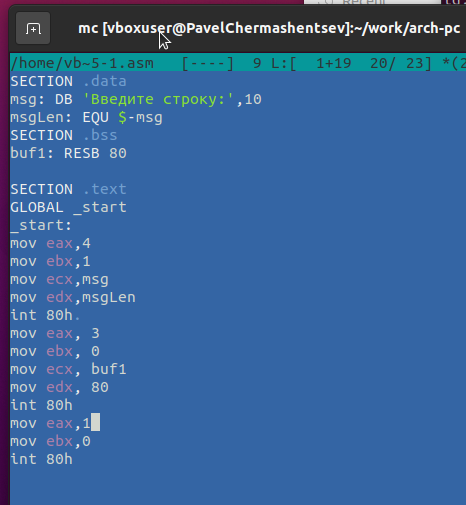 mc [vboxuser@PavelChermashentsev]:~/work/arch-pc
/home/vb~5-1.asm   [----]  9 L:[  1+19  20/ 23] *(2
SECTION .data
msg: DB 'Введите строку:',10
msgLen: EQU $-msg
SECTION .bss
buf1: RESB 80
SECTION .text
GLOBAL _start
_start:
mov eax,4
mov ebx,1
mov ecx,msg
mov edx,msgLen
int 80h.
mov eax, 3
mov ebx, 0
mov ecx, buf1
mov edx, 80
int 80h
mov eax,1
mov ebx,0
int 80h